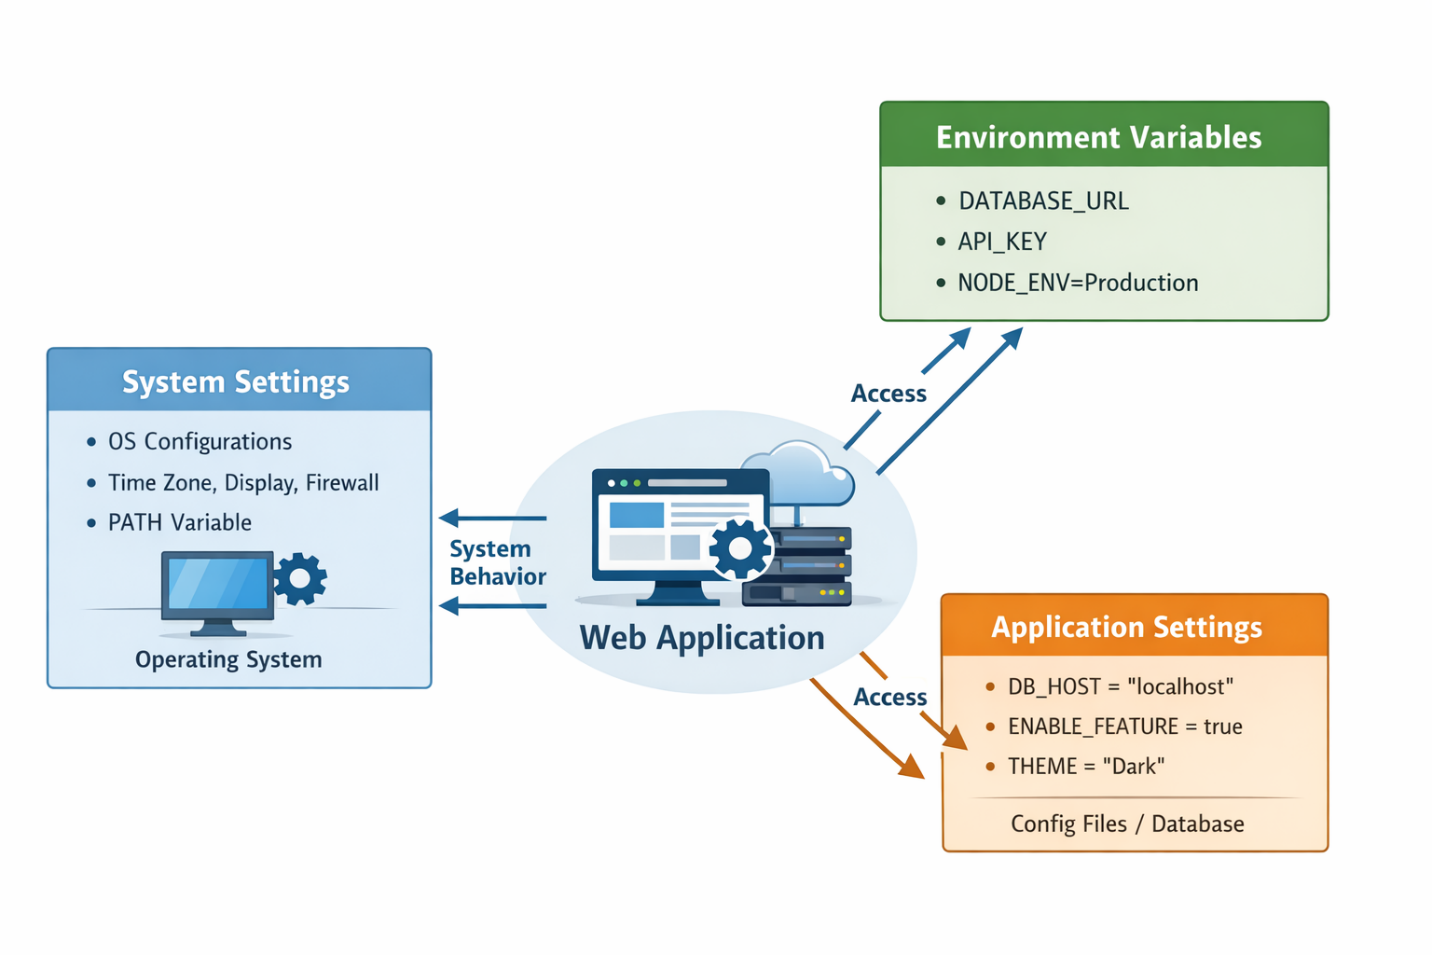 Environment Variables
• DATABASE_URL
• API_KEY
• NODE_ENV=Production
System Settings
• OS Configurations
• Time Zone, Display, Firewall
• PATH Variable
Operating System
Access
System
Behavior
Web Application
Access
Application Settings
• DB_HOST = "localhost"
• ENABLE_FEATURE = true
• THEME = "Dark"
Config Files / Database